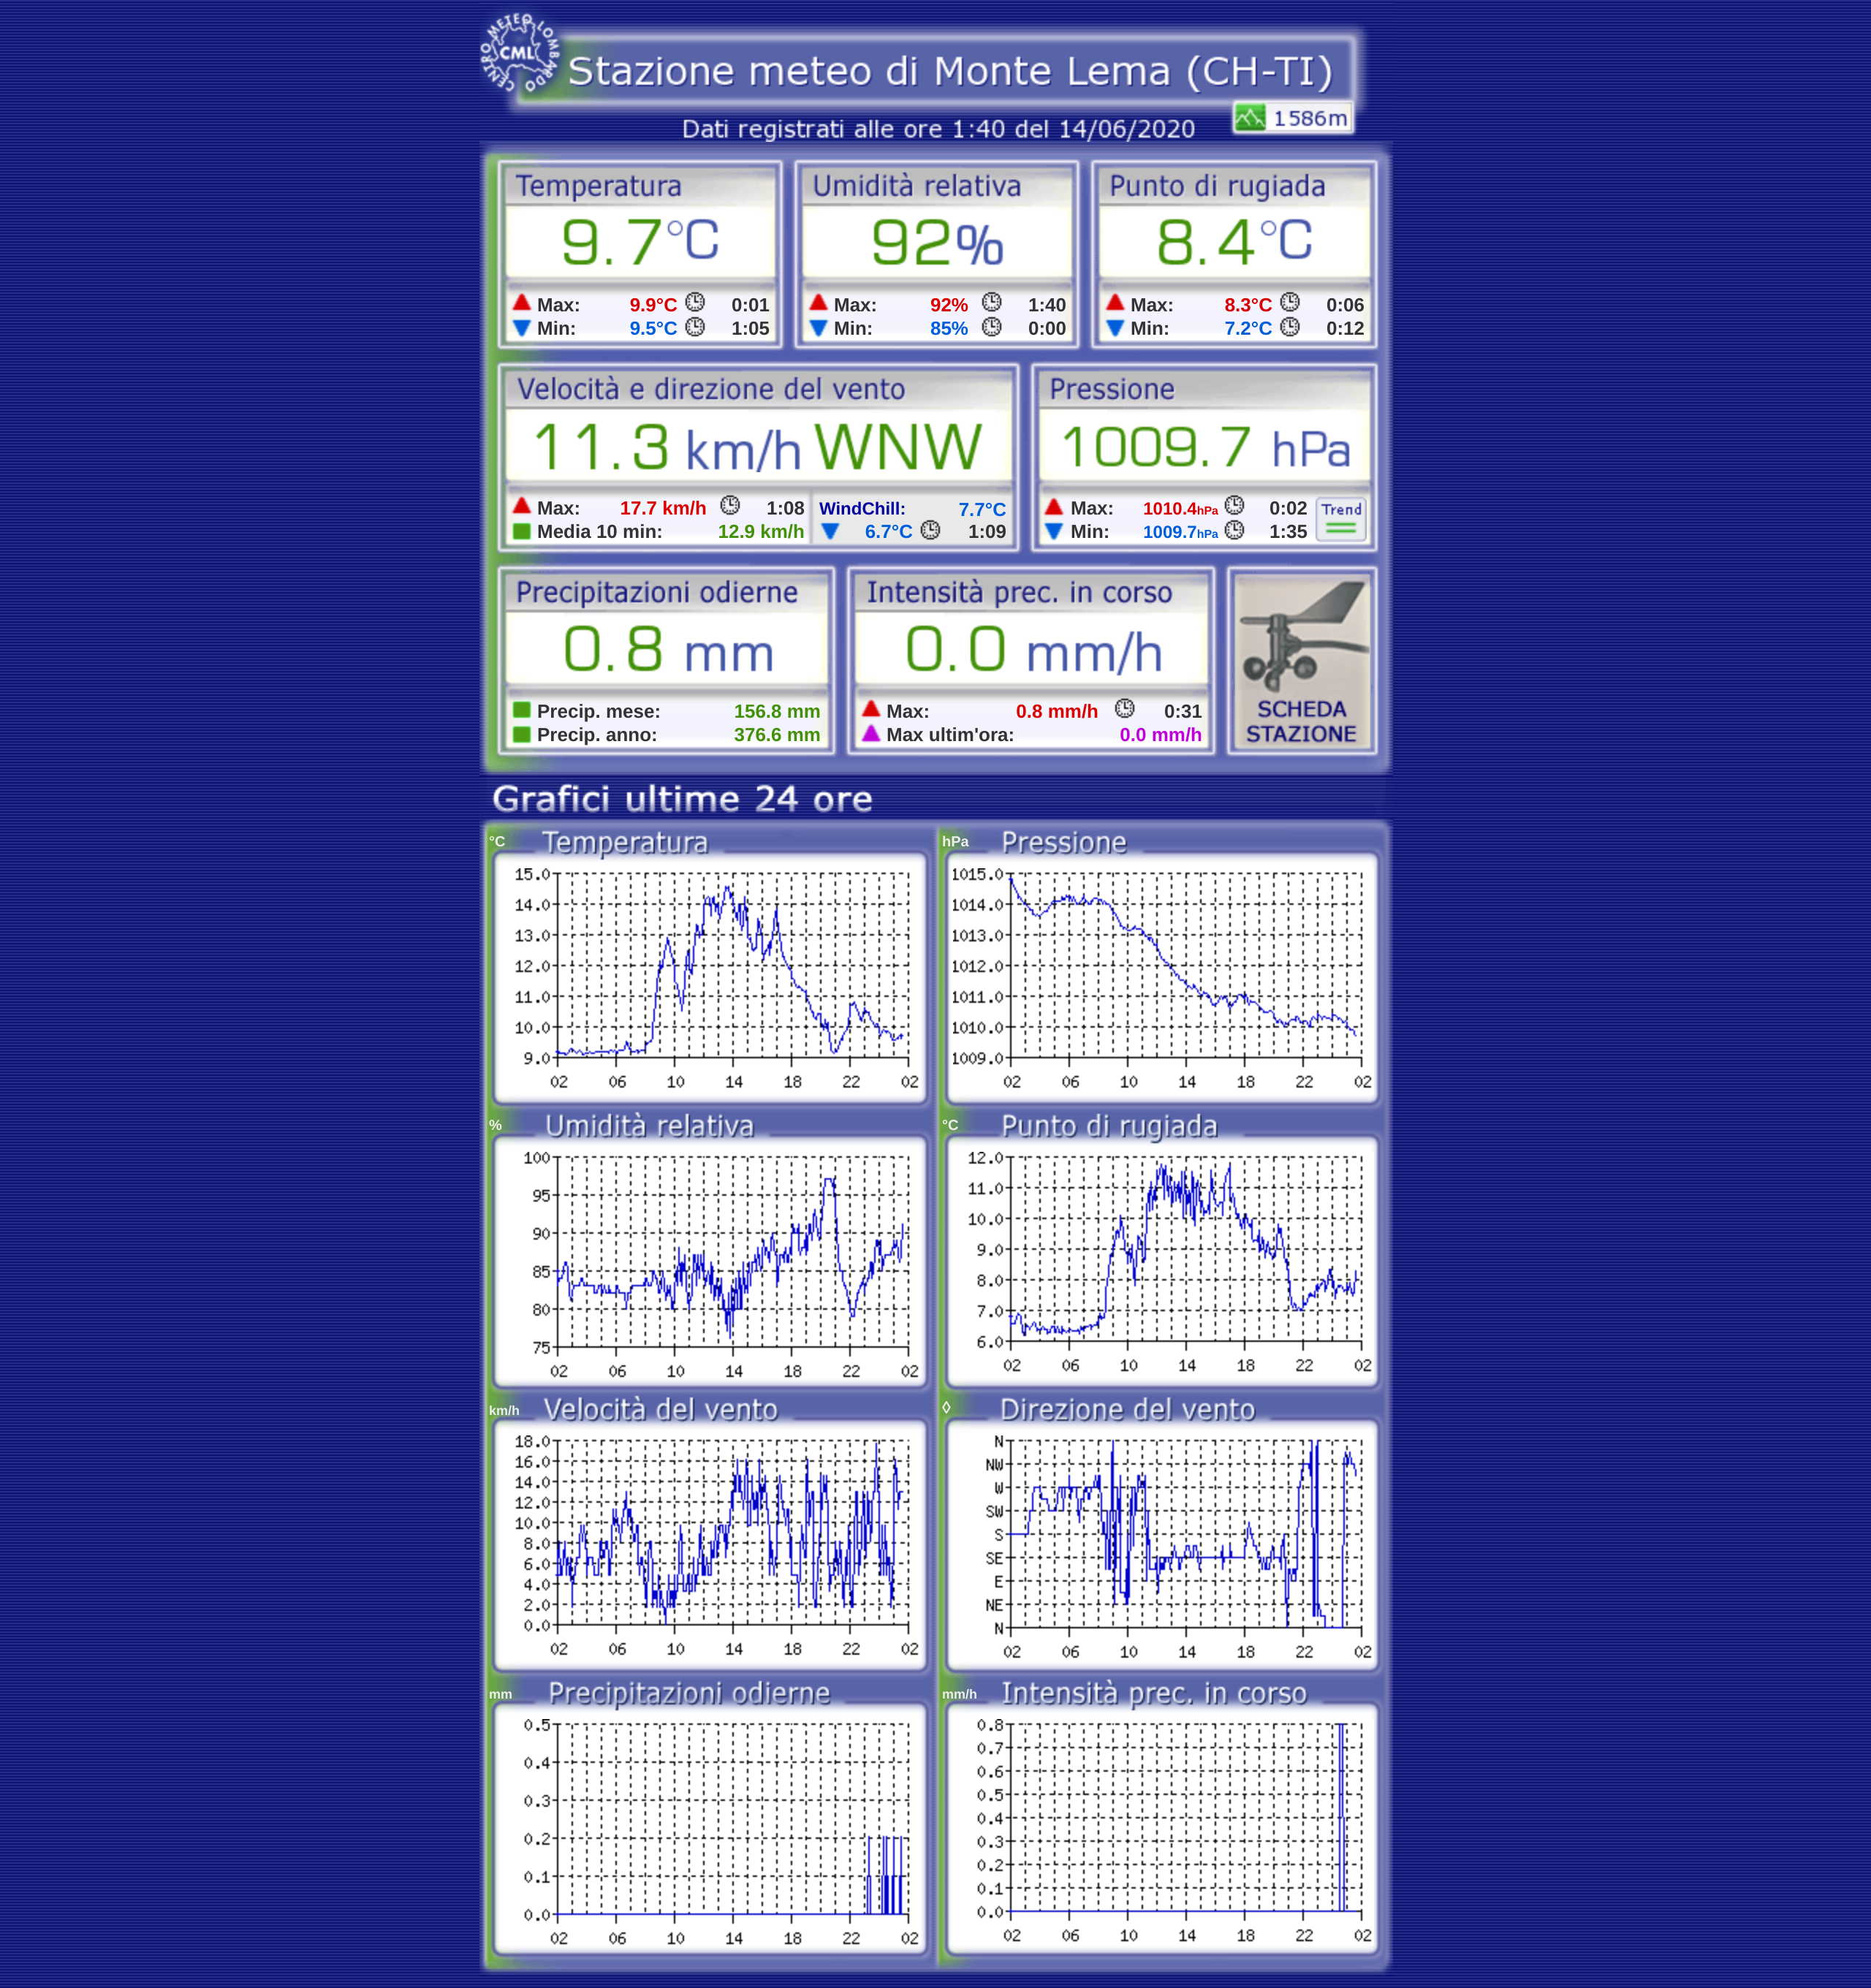 CENTRO METEO LOMBARDO
CML
Stazione meteo di Monte Lema (CH-TI)
1586m
Dati registrati alle ore 1:40 del 14/06/2020
Temperatura
9.7°C
Max: 9.9°C 0:01
Min: 9.5°C 1:05
Umidità relativa
92%
Max: 92% 1:40
Min: 85% 0:00
Punto di rugiada
8.4°C
Max: 8.3°C 0:06
Min: 7.2°C 0:12
Velocità e direzione del vento
11.3 km/h WNW
Max: 17.7 km/h 1:08
Media 10 min: 12.9 km/h
WindChill: 7.7°C
6.7°C 1:09
Pressione
1009.7 hPa
Max: 1010.4hPa 0:02
Min: 1009.7hPa 1:35
Trend
Precipitazioni odierne
0.8 mm
Precip. mese: 156.8 mm
Precip. anno: 376.6 mm
Intensità prec. in corso
0.0 mm/h
Max: 0.8 mm/h 0:31
Max ultim'ora: 0.0 mm/h
SCHEDA
STAZIONE
Grafici ultime 24 ore
°C Temperatura
15.0
14.0
13.0
12.0
11.0
10.0
9.0
02 06 10 14 18 22 02
hPa Pressione
1015.0
1014.0
1013.0
1012.0
1011.0
1010.0
1009.0
02 06 10 14 18 22 02
% Umidità relativa
100
95
90
85
80
75
02 06 10 14 18 22 02
°C Punto di rugiada
12.0
11.0
10.0
9.0
8.0
7.0
6.0
02 06 10 14 18 22 02
km/h Velocità del vento
18.0
16.0
14.0
12.0
10.0
8.0
6.0
4.0
2.0
0.0
02 06 10 14 18 22 02
◊ Direzione del vento
N
NW
W
SW
S
SE
E
NE
N
02 06 10 14 18 22 02
mm Precipitazioni odierne
0.5
0.4
0.3
0.2
0.1
0.0
02 06 10 14 18 22 02
mm/h Intensità prec. in corso
0.8
0.7
0.6
0.5
0.4
0.3
0.2
0.1
0.0
02 06 10 14 18 22 02